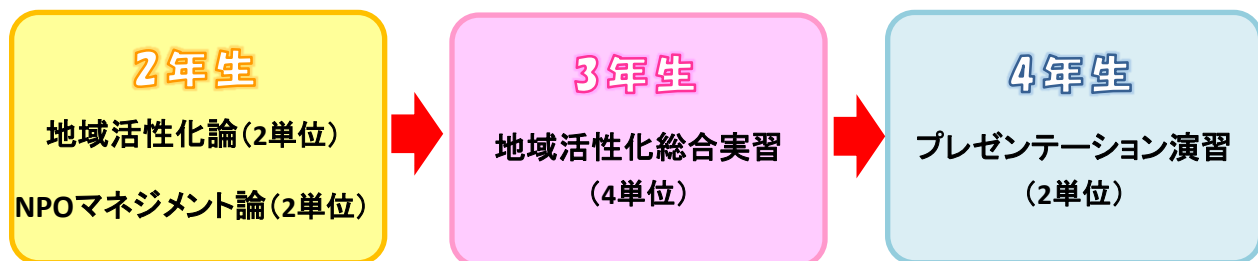 2年生
地域活性化論(2単位)
NPOマネジメント論(2単位)
3年生
地域活性化総合実習
(4単位)
4年生
プレゼンテーション演習
(2単位)